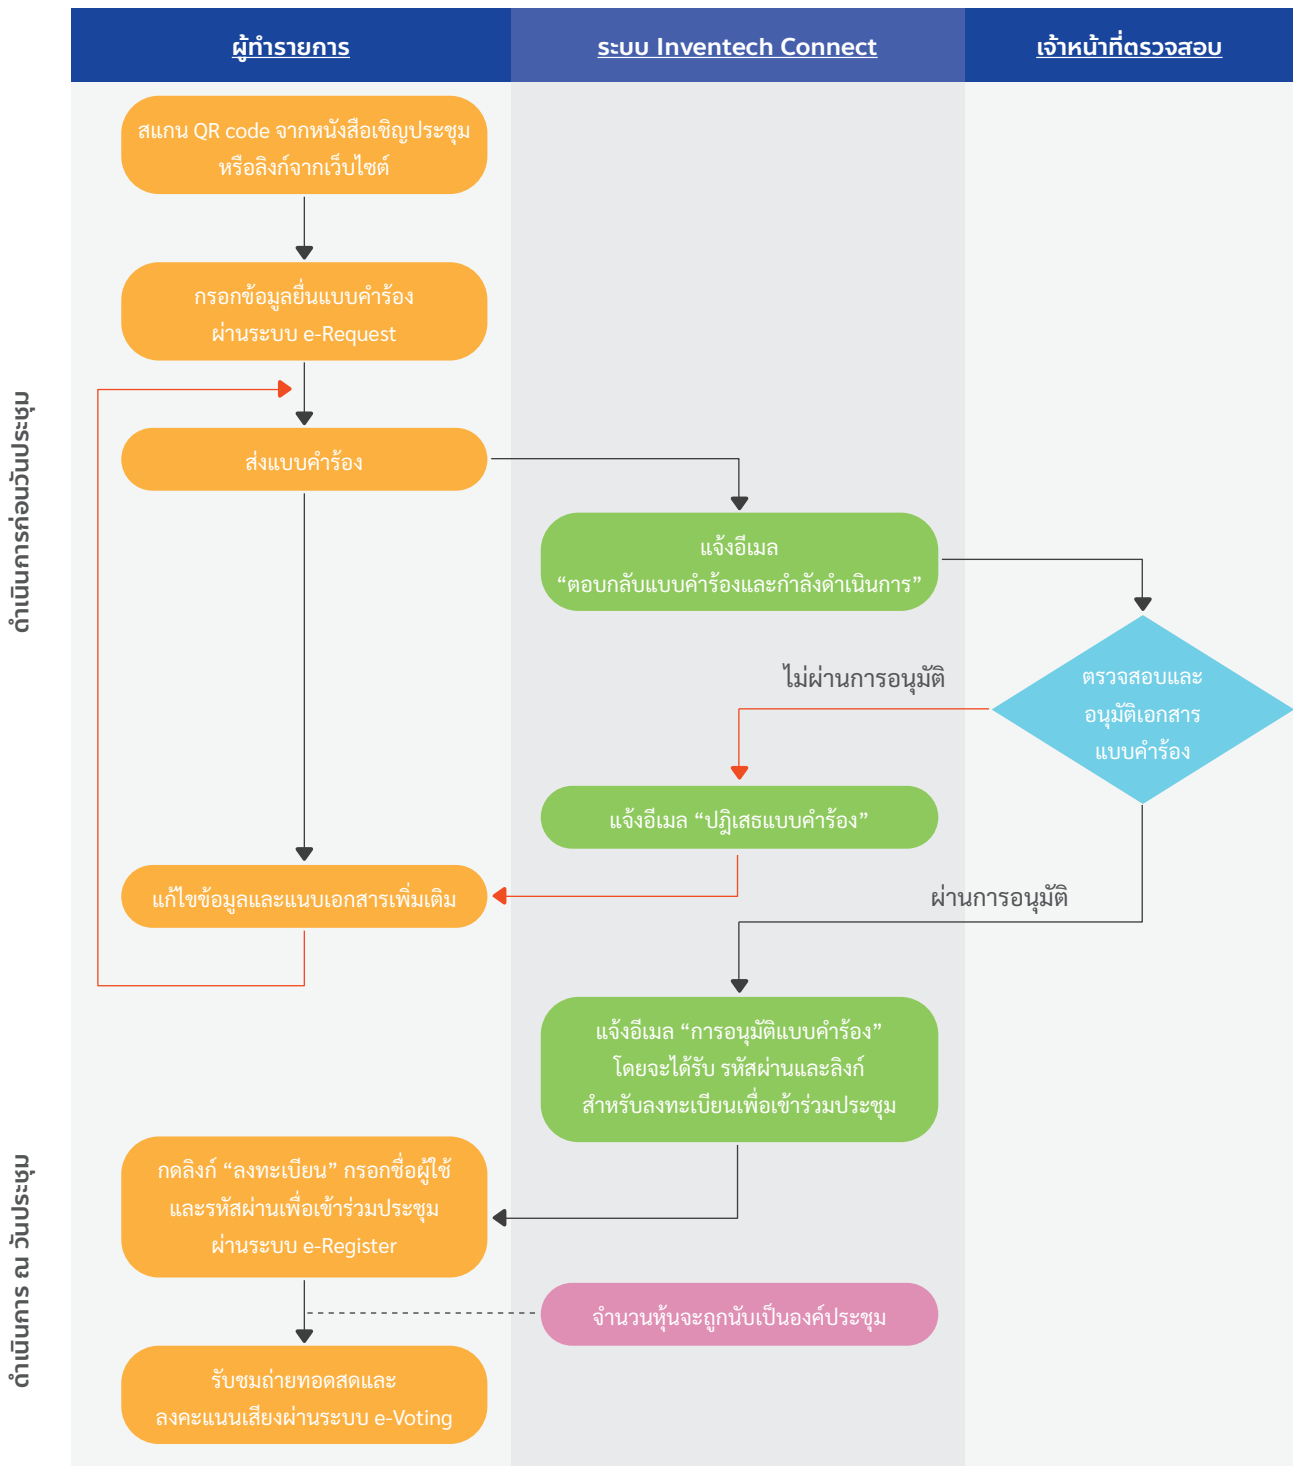 ผู้ทำรายการ
ระบบ Inventech Connect
เจ้าหน้าที่ตรวจสอบ
ดำเนินการก่อนวันประชุม
สแกน QR code จากหนังสือเชิญประชุม
หรือลิงก์จากเว็บไซต์
กรอกข้อมูลยื่นแบบคำร้อง
ผ่านระบบ e-Request
ส่งแบบคำร้อง
แจ้งอีเมล
“ตอบกลับแบบคำร้องและกำลังดำเนินการ”
ตรวจสอบและ
อนุมัติเอกสาร
แบบคำร้อง
ไม่ผ่านการอนุมัติ
แจ้งอีเมล “ปฎิเสธแบบคำร้อง”
แก้ไขข้อมูลและแนบเอกสารเพิ่มเติม
ผ่านการอนุมัติ
แจ้งอีเมล “การอนุมัติแบบคำร้อง”
โดยจะได้รับ รหัสผ่านและลิงก์
สำหรับลงทะเบียนเพื่อเข้าร่วมประชุม
ดำเนินการ ณ วันประชุม
กดลิงก์ “ลงทะเบียน” กรอกชื่อผู้ใช้
และรหัสผ่านเพื่อเข้าร่วมประชุม
ผ่านระบบ e-Register
จำนวนหุ้นจะถูกนับเป็นองค์ประชุม
รับชมถ่ายทอดสดและ
ลงคะแนนเสียงผ่านระบบ e-Voting